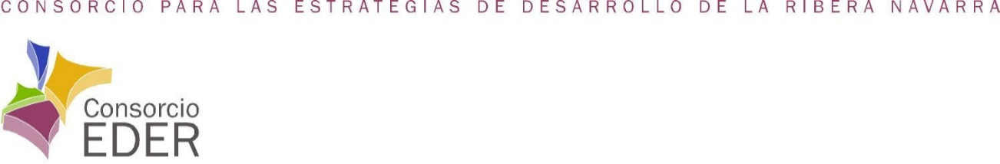 CONSORCIO PARA LAS ESTRATEGIAS DE DESARROLLO DE LA RIBERA NAVARRA
Consorcio
EDER